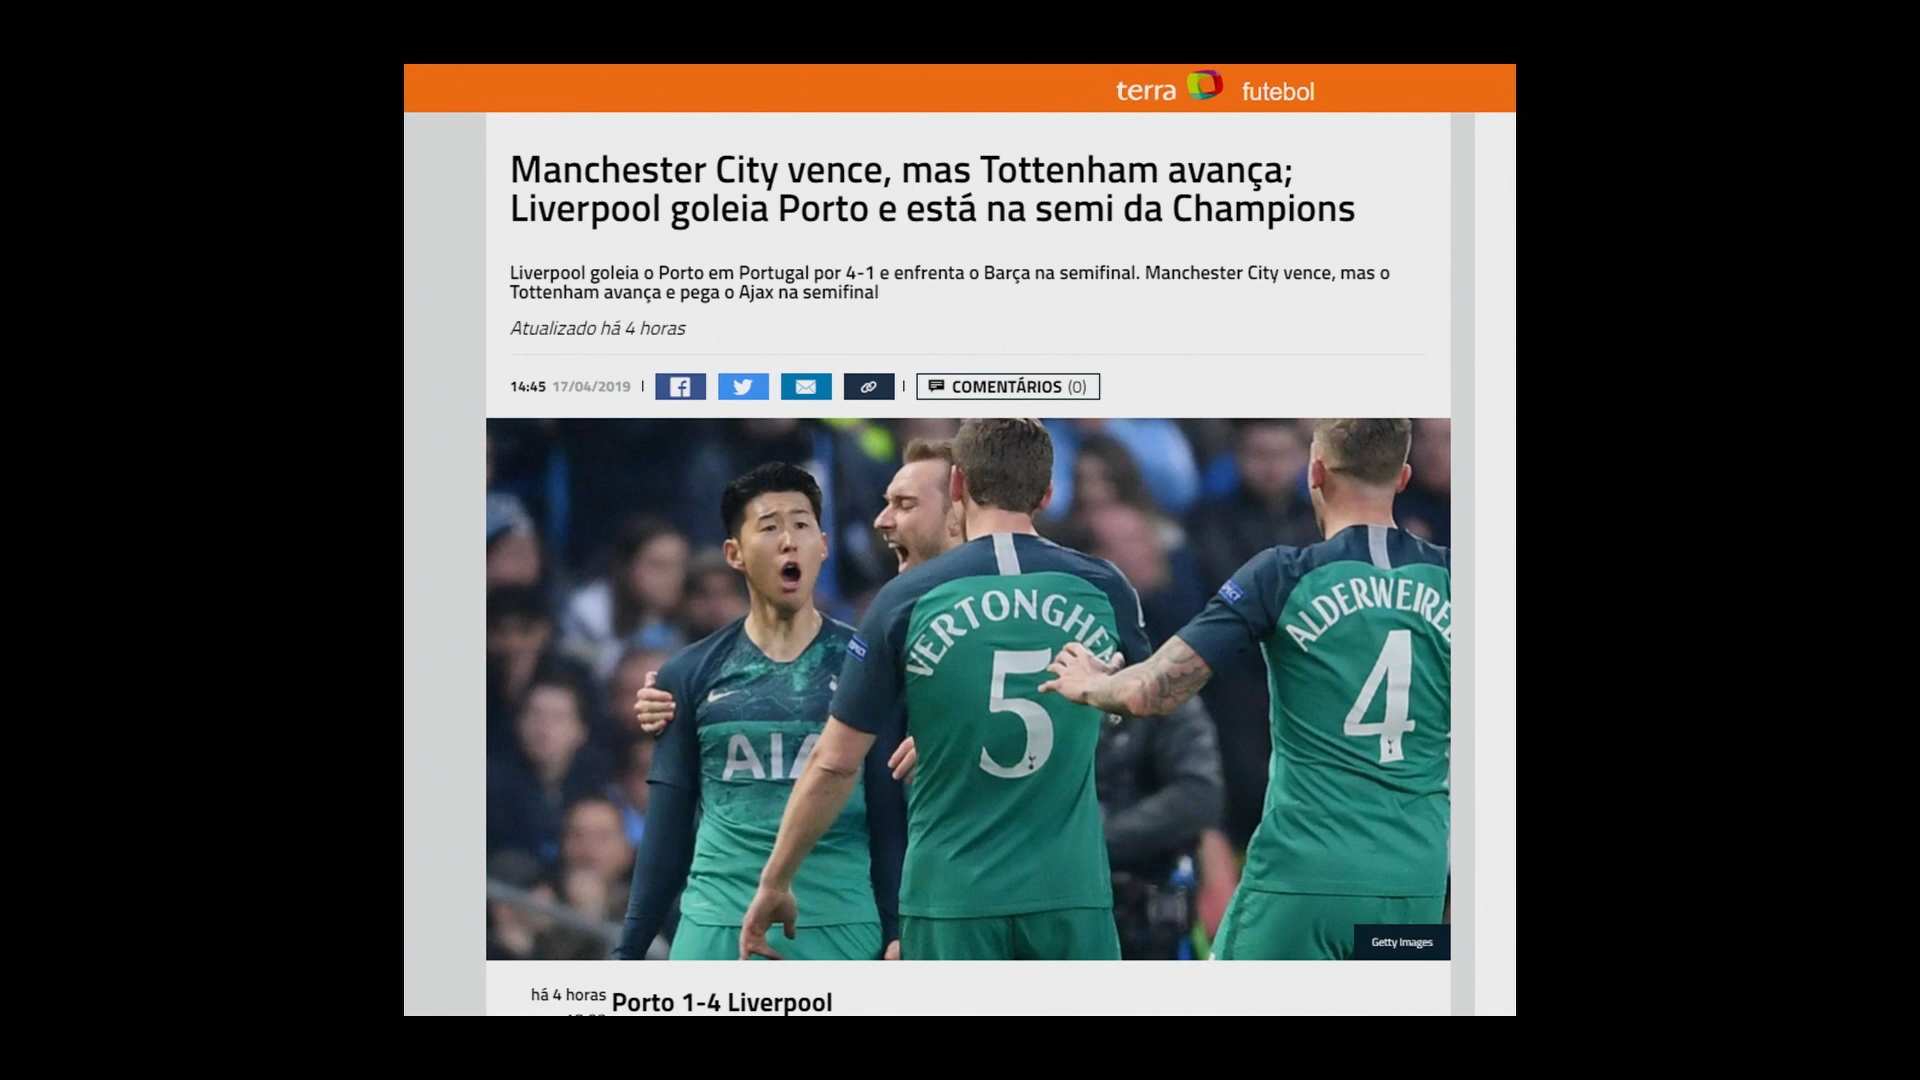 terra futebol
Manchester City vence, mas Tottenham avança;
Liverpool goleia Porto e está na semi da Champions
Liverpool goleia o Porto em Portugal por 4-1 e enfrenta o Barça na semifinal. Manchester City vence, mas o
Tottenham avança e pega o Ajax na semifinal
Atualizado há 4 horas
14:45 17/04/2019 | | COMENTÁRIOS (0)
VERTONGHE
5
ALDERWEIRE
4
AIA
Getty Images
há 4 horas Porto 1-4 Liverpool